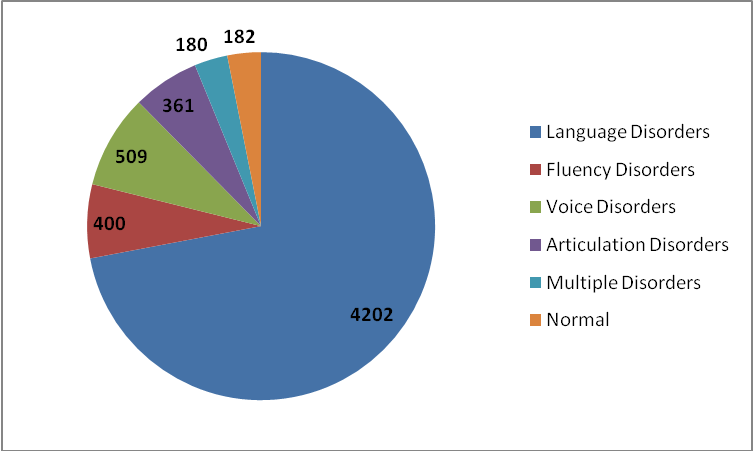 180
182
361
509
400
4202
Language Disorders
Fluency Disorders
Voice Disorders
Articulation Disorders
Multiple Disorders
Normal